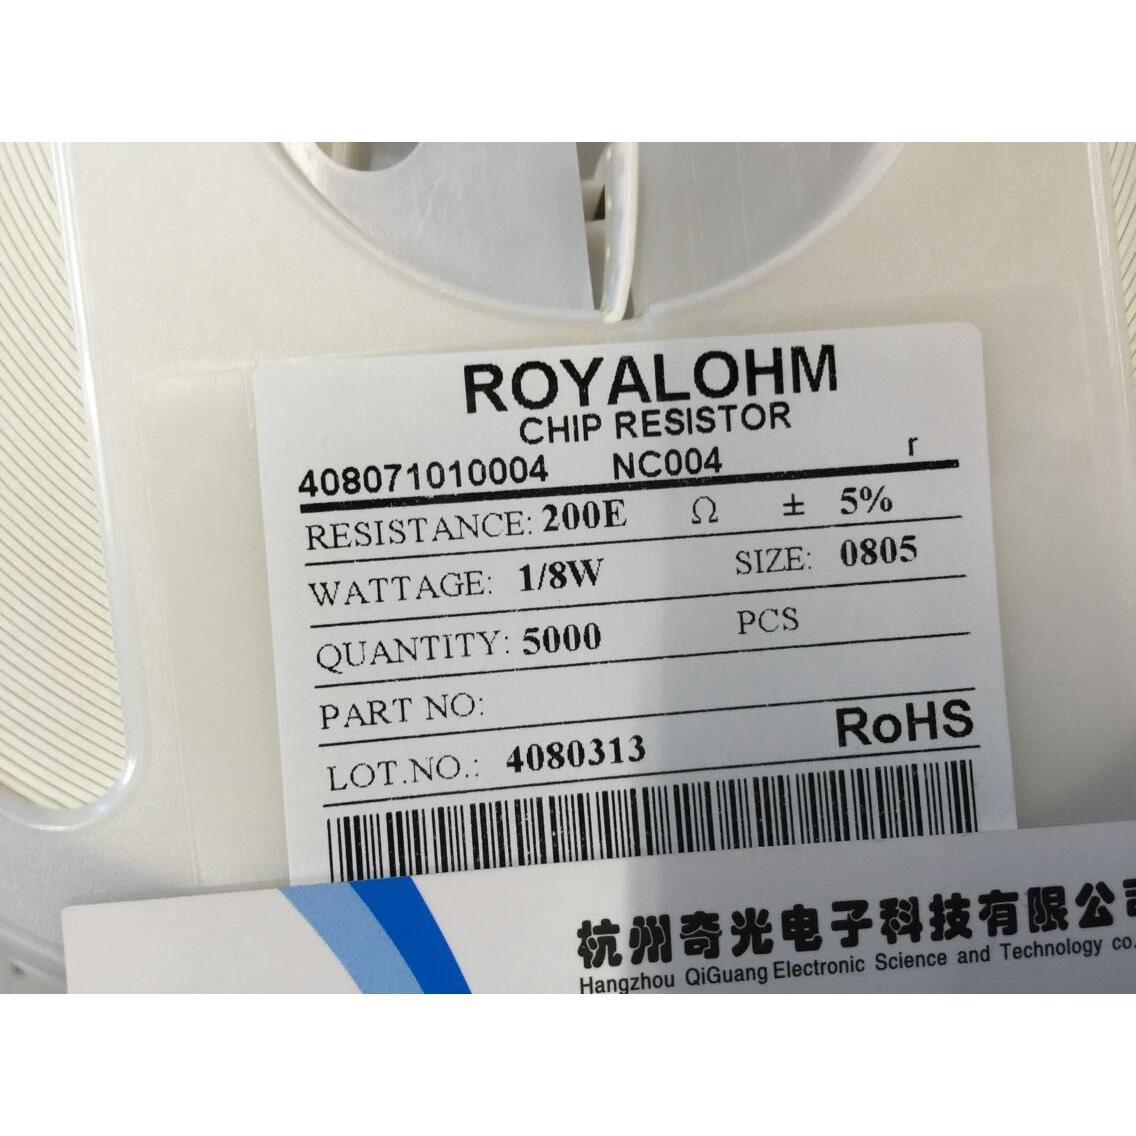 ROYALOHM
CHIP RESISTOR
408071010004 NC004 r
RESISTANCE: 200E Ω ± 5%
WATTAGE: 1/8W SIZE: 0805
QUANTITY: 5000 PCS
PART NO:
RoHS
LOT.NO.: 4080313
杭州奇光电子科技有限公司
Hangzhou QiGuang Electronic Science and Technology co.